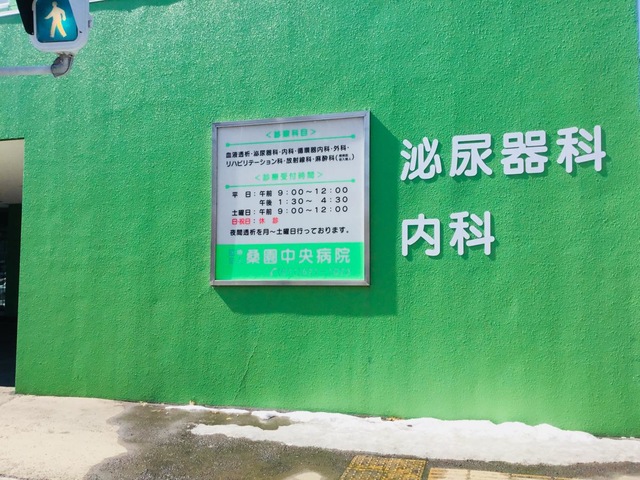 ＜診療科目＞
血液透析・泌尿器科・内科・循環器内科・外科・
リハビリテーション科・放射線科・麻酔科
＜診療受付時間＞
平 日：午前 9：00〜12：00
午後 1：30〜 4：30
土曜日：午前 9：00〜12：00
日・祝日：休 診
夜間透析を月〜土曜日行っております。
桑園中央病院
泌尿器科
内科